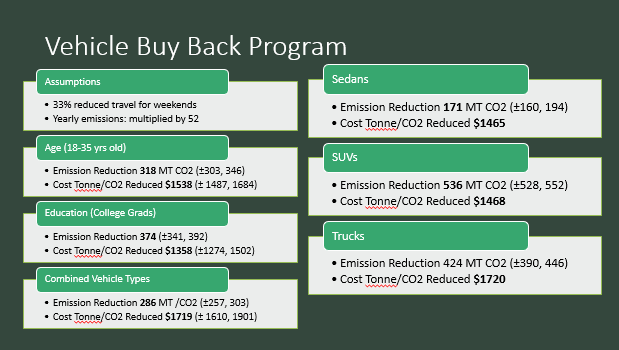 Vehicle Buy Back Program
Assumptions
• 33% reduced travel for weekends
• Yearly emissions: multiplied by 52
Age (18-35 yrs old)
• Emission Reduction 318 MT CO2 (±303, 346)
• Cost Tonne/CO2 Reduced $1538 (± 1487, 1684)
Education (College Grads)
• Emission Reduction 374 (±341, 392)
• Cost Tonne/CO2 Reduced $1358 (±1274, 1502)
Combined Vehicle Types
• Emission Reduction 286 MT /CO2 (±257, 303)
• Cost Tonne/CO2 Reduced $1719 (± 1610, 1901)
Sedans
• Emission Reduction 171 MT CO2 (±160, 194)
• Cost Tonne/CO2 Reduced $1465
SUVs
• Emission Reduction 536 MT CO2 (±528, 552)
• Cost Tonne/CO2 Reduced $1468
Trucks
• Emission Reduction 424 MT CO2 (±390, 446)
• Cost Tonne/CO2 Reduced $1720